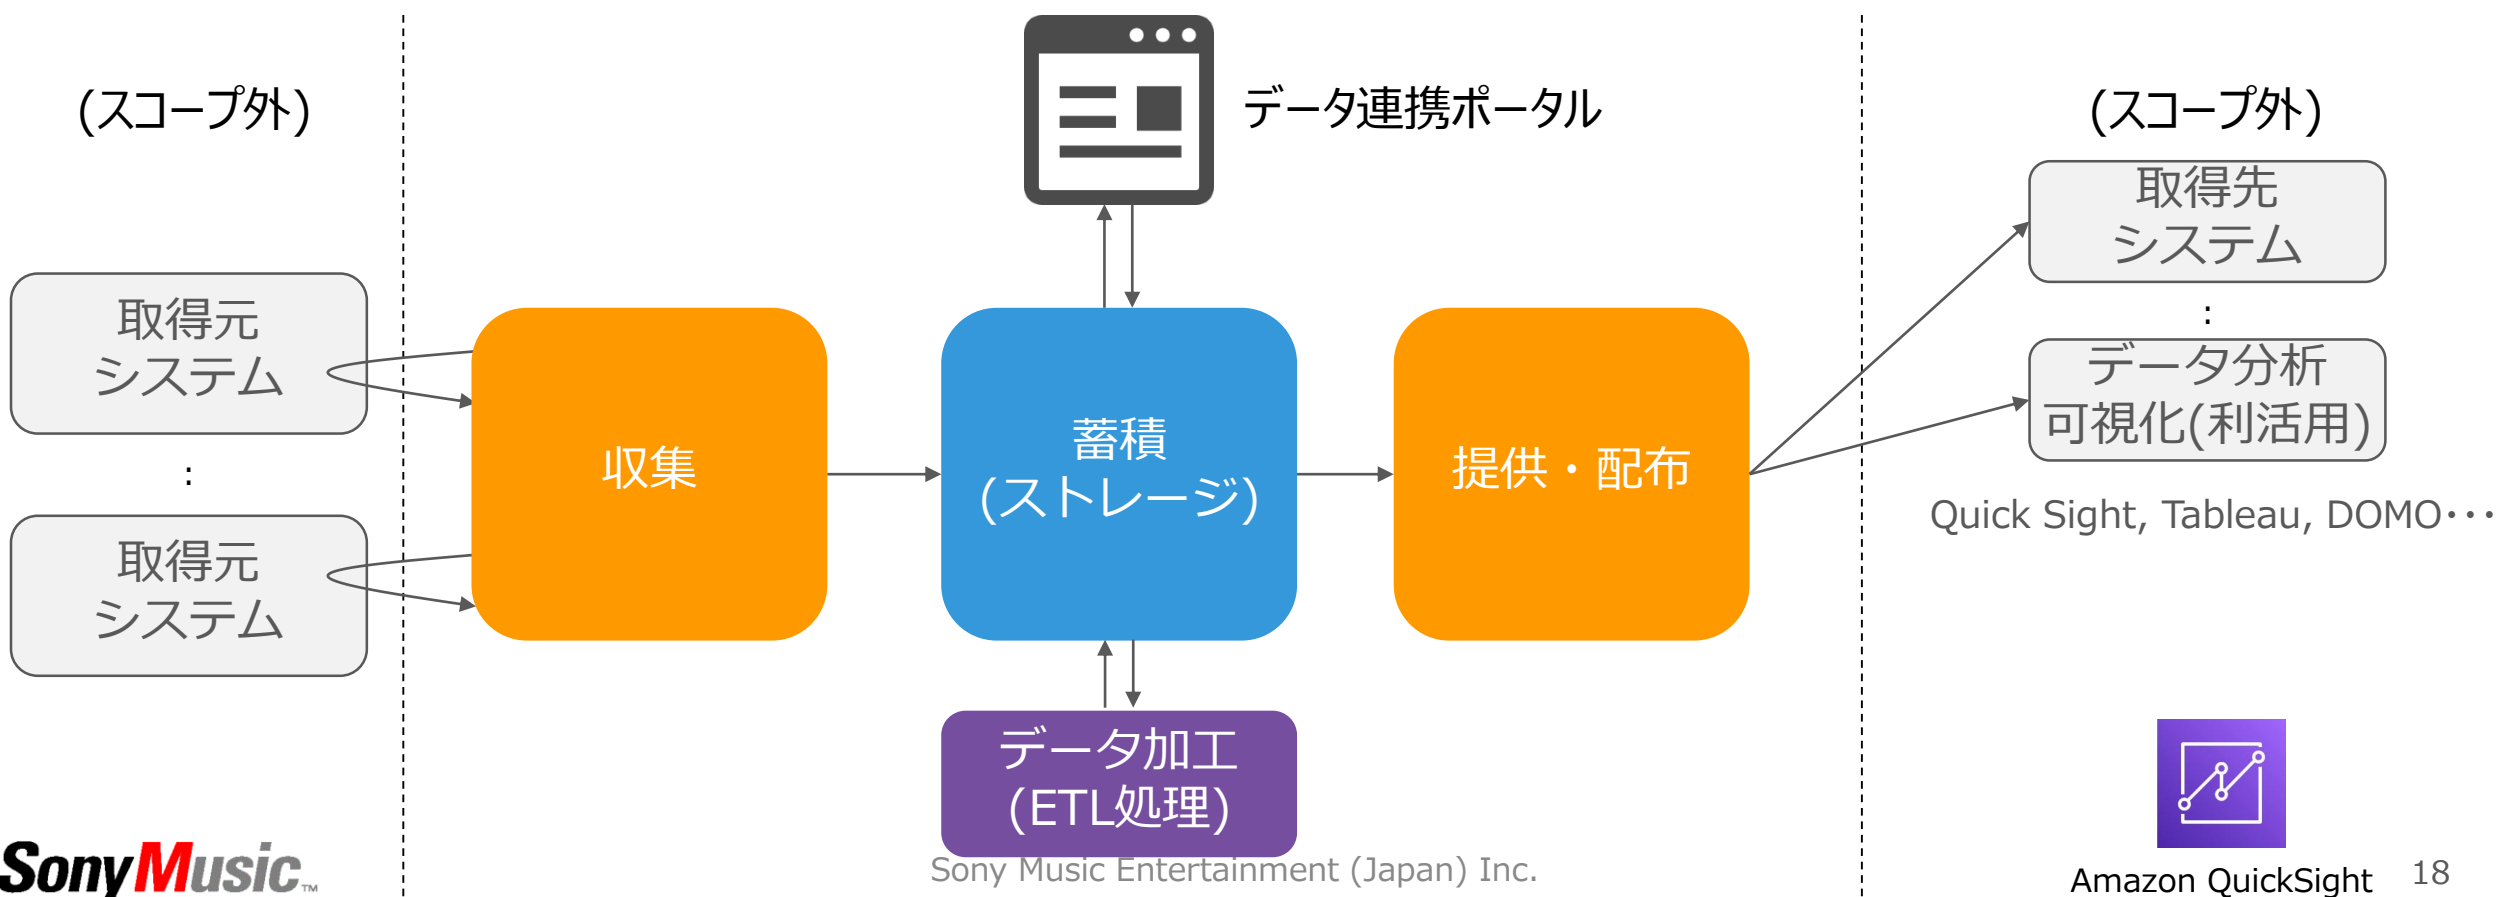 (スコープ外)
データ連携ポータル
(スコープ外)
取得元
システム
:
取得元
システム
収集
蓄積
(ストレージ)
データ加工
(ETL処理)
提供・配布
取得先
システム
:
データ分析
可視化(利活用)
Quick Sight, Tableau, DOMO・・・
Amazon QuickSight
SonyMusic™
Sony Music Entertainment (Japan) Inc.
18